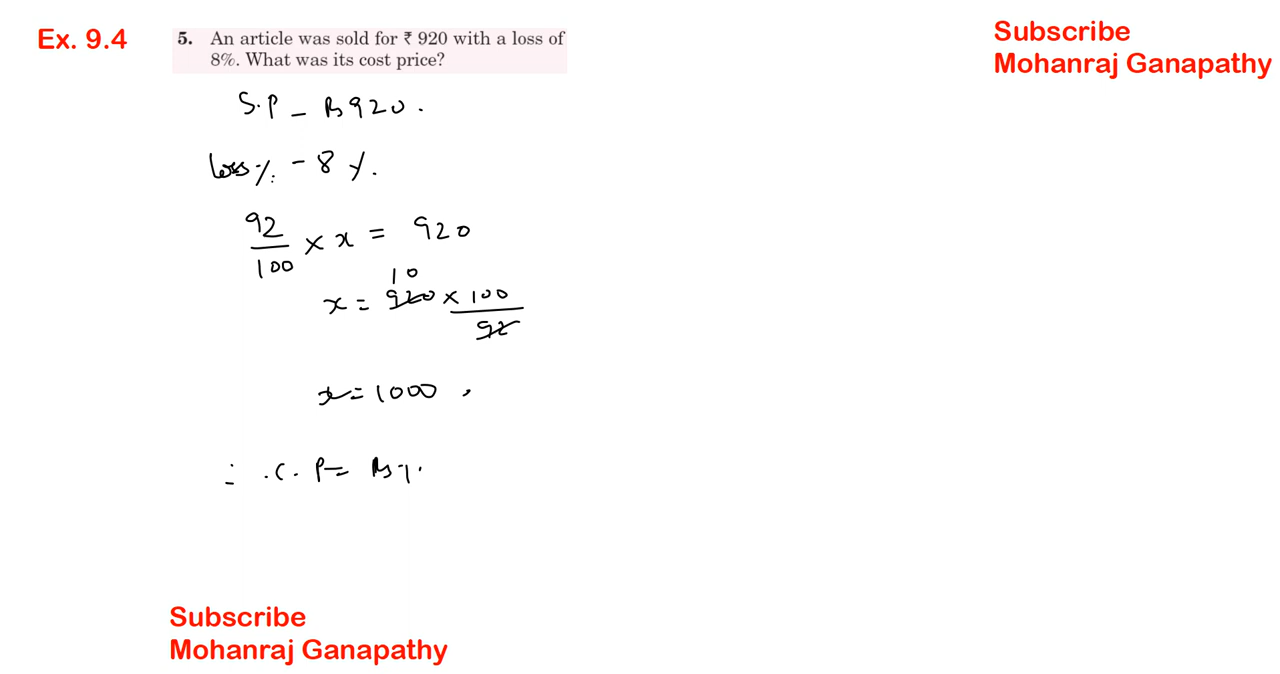 Ex. 9.4
5. An article was sold for ₹ 920 with a loss of
8%. What was its cost price?
Subscribe
Mohanraj Ganapathy
S.P – Rs 920.
loss% – 8%.
92/100 × x = 920
10
x = 920 × 100/92
x = 1000
∴ C.P = Rs
Subscribe
Mohanraj Ganapathy